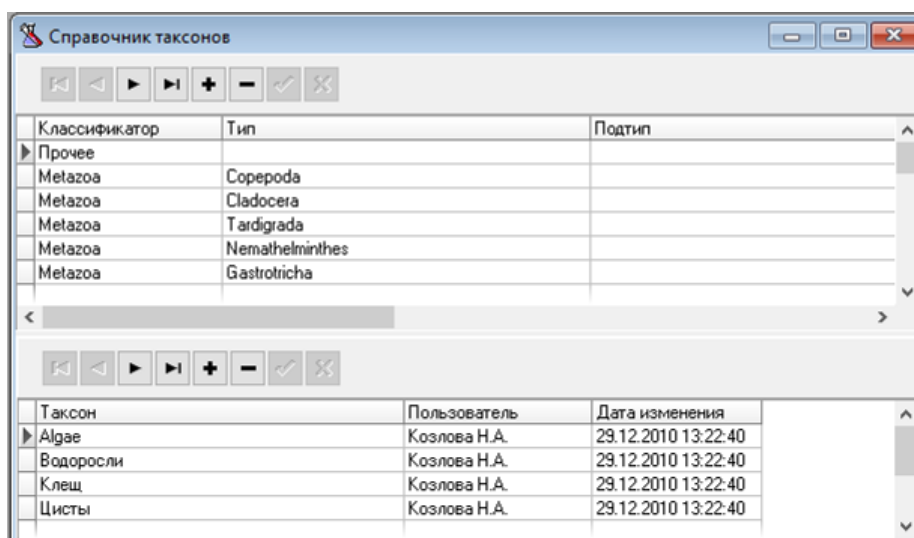 Справочник таксонов
Классификатор Тип Подтип
Прочее
Metazoa Copepoda
Metazoa Cladocera
Metazoa Tardigrada
Metazoa Nemathelminthes
Metazoa Gastrotricha
Таксон Пользователь Дата изменения
Algae Козлова Н.А. 29.12.2010 13:22:40
Водоросли Козлова Н.А. 29.12.2010 13:22:40
Клещ Козлова Н.А. 29.12.2010 13:22:40
Цисты Козлова Н.А. 29.12.2010 13:22:40